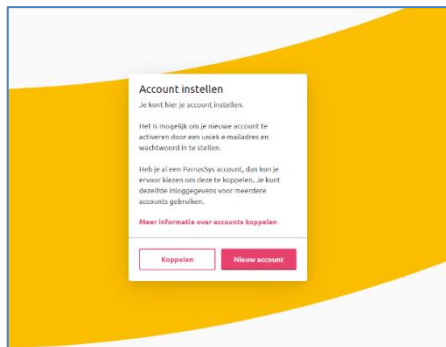 Account instellen
Je kunt hier je account instellen.
Het is mogelijk om je nieuwe account te
activeren door een uniek e-mailadres en
wachtwoord in te stellen.
Heb je al een ParnasSys account, dan kun je
ervoor kiezen om deze te koppelen. Je kunt
dezelfde inloggegevens voor meerdere
accounts gebruiken.
Meer informatie over accounts koppelen
Koppelen
Nieuw account